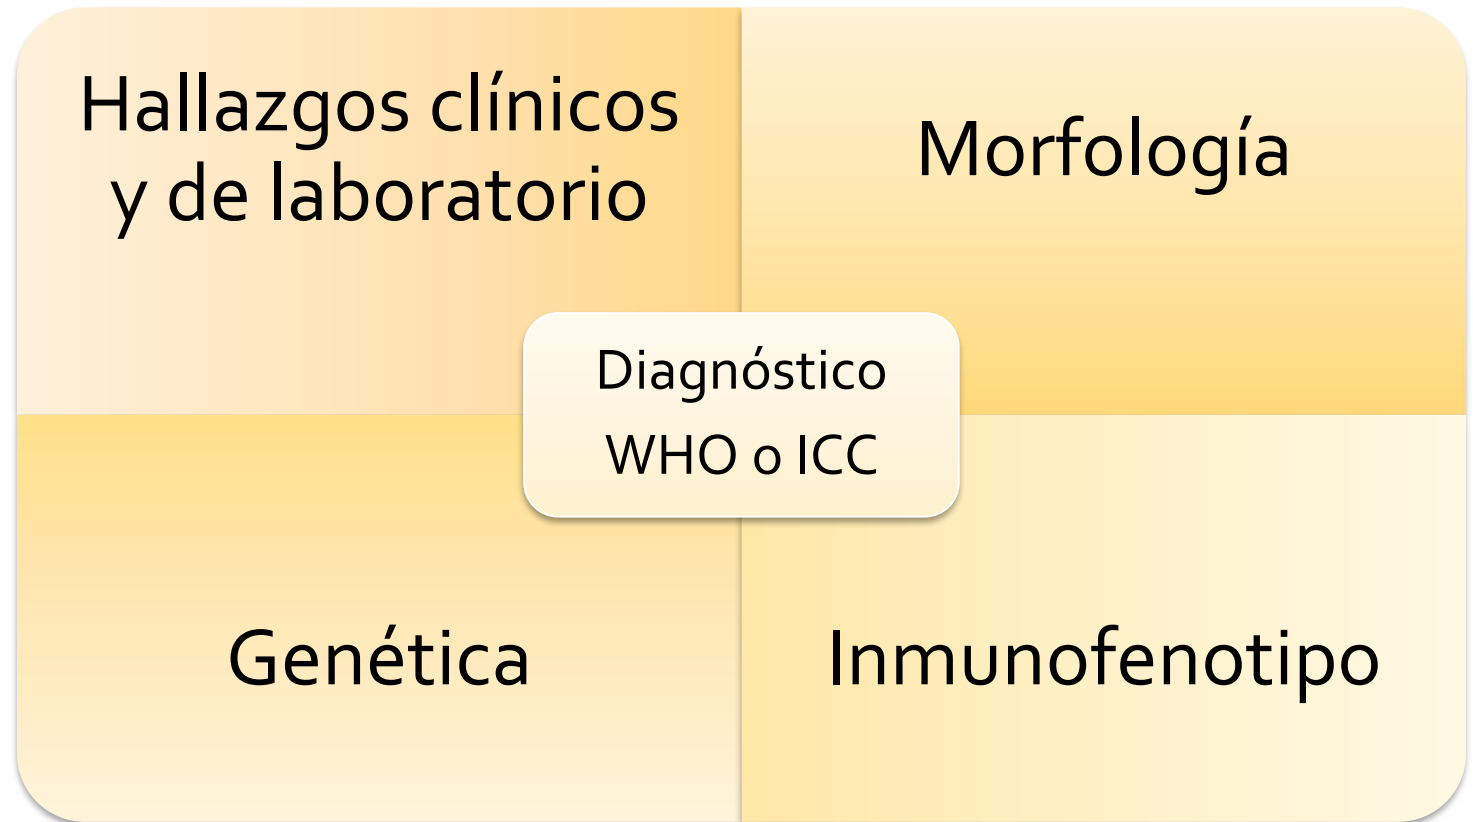 Hallazgos clínicos
y de laboratorio
Morfología
Diagnóstico
WHO o ICC
Genética
Inmunofenotipo